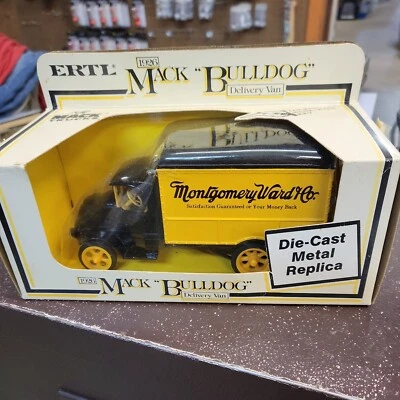 ERTL®
1926 MACK "BULLDOG"
Delivery Van
MACK
Montgomery Ward & Co.
Satisfaction Guaranteed or Your Money Back
Die-Cast
Metal
Replica
1926 MACK "BULLDOG"
Delivery Van